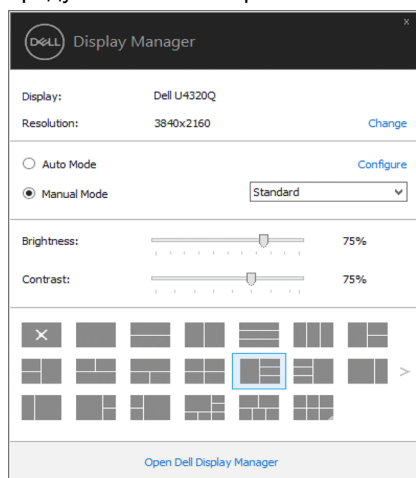 DELL Display Manager
Display: Dell U4320Q
Resolution: 3840x2160 Change
Auto Mode Configure
Manual Mode Standard
Brightness: 75%
Contrast: 75%
Open Dell Display Manager